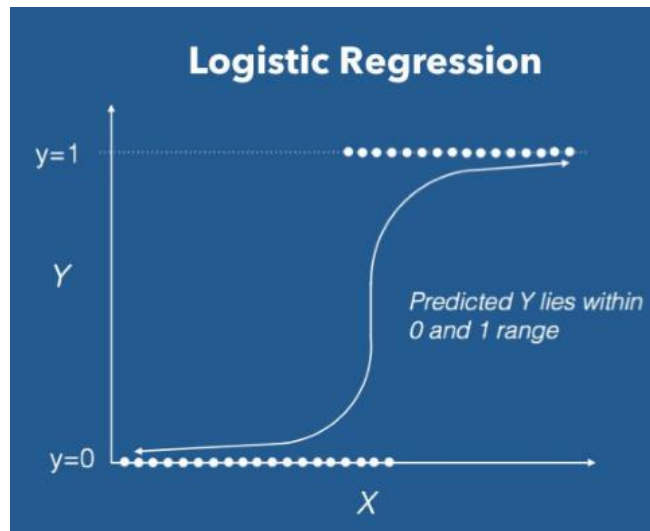 Logistic Regression
y=1
Y
Predicted Y lies within
0 and 1 range
y=0
X